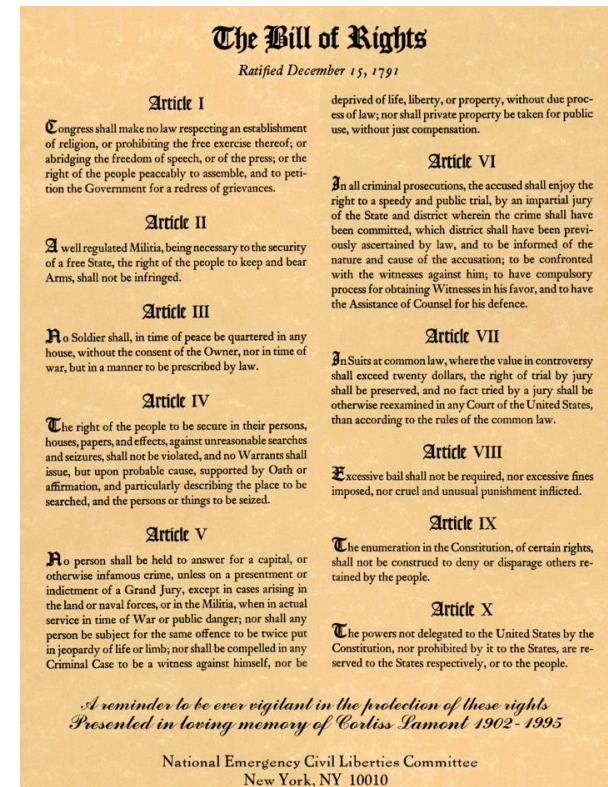 The Bill of Rights
Ratified December 15, 1791
Article I
Congress shall make no law respecting an establishment
of religion, or prohibiting the free exercise thereof; or
abridging the freedom of speech, or of the press; or the
right of the people peaceably to assemble, and to peti-
tion the Government for a redress of grievances.
Article II
A well regulated Militia, being necessary to the security
of a free State, the right of the people to keep and bear
Arms, shall not be infringed.
Article III
No Soldier shall, in time of peace be quartered in any
house, without the consent of the Owner, nor in time of
war, but in a manner to be prescribed by law.
Article IV
The right of the people to be secure in their persons,
houses, papers, and effects, against unreasonable searches
and seizures, shall not be violated, and no Warrants shall
issue, but upon probable cause, supported by Oath or
affirmation, and particularly describing the place to be
searched, and the persons or things to be seized.
Article V
No person shall be held to answer for a capital, or
otherwise infamous crime, unless on a presentment or
indictment of a Grand Jury, except in cases arising in
the land or naval forces, or in the Militia, when in actual
service in time of War or public danger; nor shall any
person be subject for the same offence to be twice put
in jeopardy of life or limb; nor shall be compelled in any
Criminal Case to be a witness against himself, nor be
deprived of life, liberty, or property, without due proc-
ess of law; nor shall private property be taken for public
use, without just compensation.
Article VI
In all criminal prosecutions, the accused shall enjoy the
right to a speedy and public trial, by an impartial jury
of the State and district wherein the crime shall have
been committed, which district shall have been previ-
ously ascertained by law, and to be informed of the
nature and cause of the accusation; to be confronted
with the witnesses against him; to have compulsory
process for obtaining Witnesses in his favor, and to have
the Assistance of Counsel for his defence.
Article VII
In Suits at common law, where the value in controversy
shall exceed twenty dollars, the right of trial by jury
shall be preserved, and no fact tried by a jury shall be
otherwise reexamined in any Court of the United States,
than according to the rules of the common law.
Article VIII
Excessive bail shall not be required, nor excessive fines
imposed, nor cruel and unusual punishment inflicted.
Article IX
The enumeration in the Constitution, of certain rights,
shall not be construed to deny or disparage others re-
tained by the people.
Article X
The powers not delegated to the United States by the
Constitution, nor prohibited by it to the States, are re-
served to the States respectively, or to the people.
A reminder to be ever vigilant in the protection of these rights
Presented in loving memory of Corliss Lamont 1902-1995
National Emergency Civil Liberties Committee
New York, NY 10010